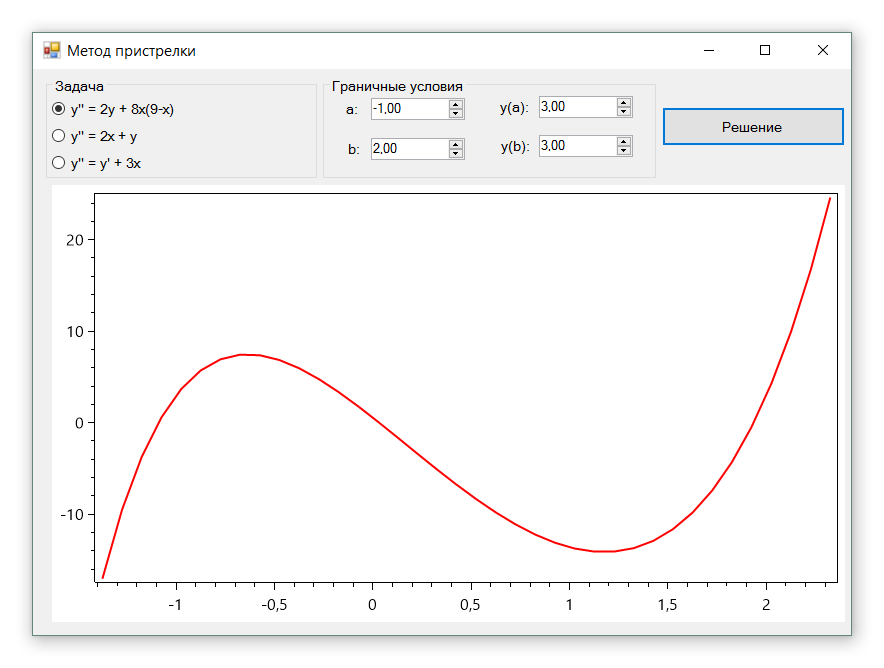 Метод пристрелки
Задача
y'' = 2y + 8x(9-x)
y'' = 2x + y
y'' = y' + 3x
Граничные условия
a: -1,00
y(a): 3,00
b: 2,00
y(b): 3,00
Решение
20
10
0
-10
-1 -0,5 0 0,5 1 1,5 2